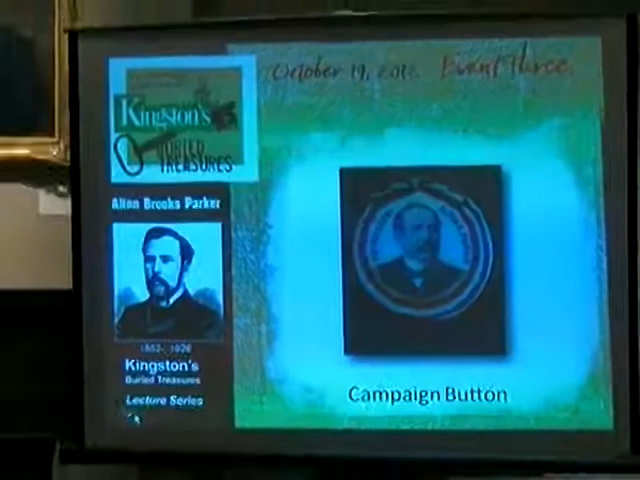 October 19, 2012 Event Three
Kingston's
BURIED
TREASURES
Alton Brooks Parker
1852-1926
Kingston's
Buried Treasures
Lecture Series
Campaign Button